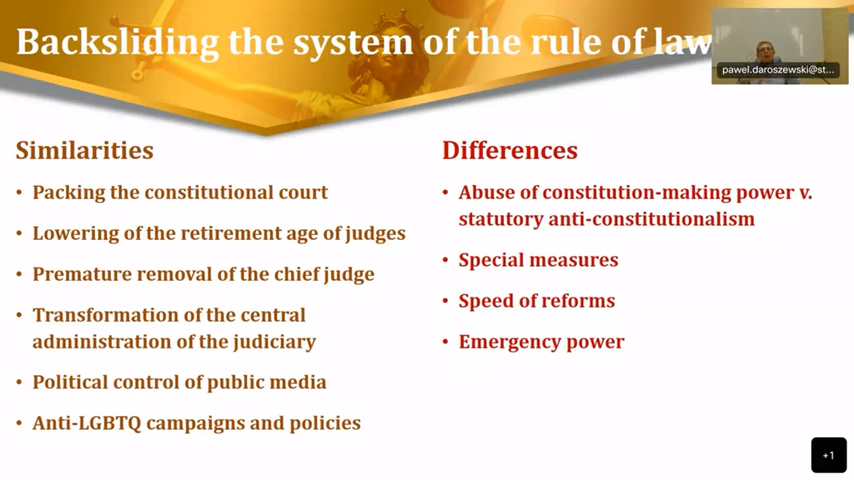 Backsliding the system of the rule of law
pawel.daroszewski@st...
Similarities
• Packing the constitutional court
• Lowering of the retirement age of judges
• Premature removal of the chief judge
• Transformation of the central
administration of the judiciary
• Political control of public media
• Anti-LGBTQ campaigns and policies
Differences
• Abuse of constitution-making power v.
statutory anti-constitutionalism
• Special measures
• Speed of reforms
• Emergency power
+1